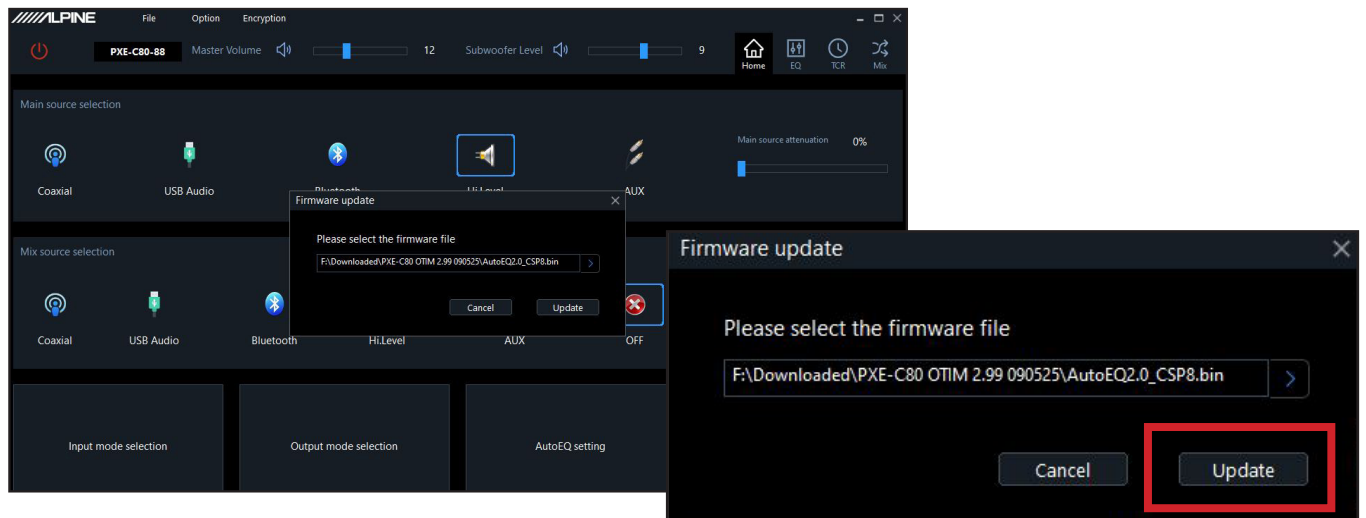 ALPINE File Option Encryption
PXE-C80-88 Master Volume 12 Subwoofer Level 9 Home EQ TCR Mix
Main source selection
Main source attenuation 0%
Coaxial USB Audio Bluetooth Hi.Level AUX
Firmware update
Please select the firmware file
F:\Downloaded\PXE-C80 OTIM 2.99 090525\AutoEQ2.0_CSP8.bin >
Cancel Update
Mix source selection
Coaxial USB Audio Bluetooth Hi.Level AUX OFF
Input mode selection Output mode selection AutoEQ setting
Firmware update
Please select the firmware file
F:\Downloaded\PXE-C80 OTIM 2.99 090525\AutoEQ2.0_CSP8.bin >
Cancel Update